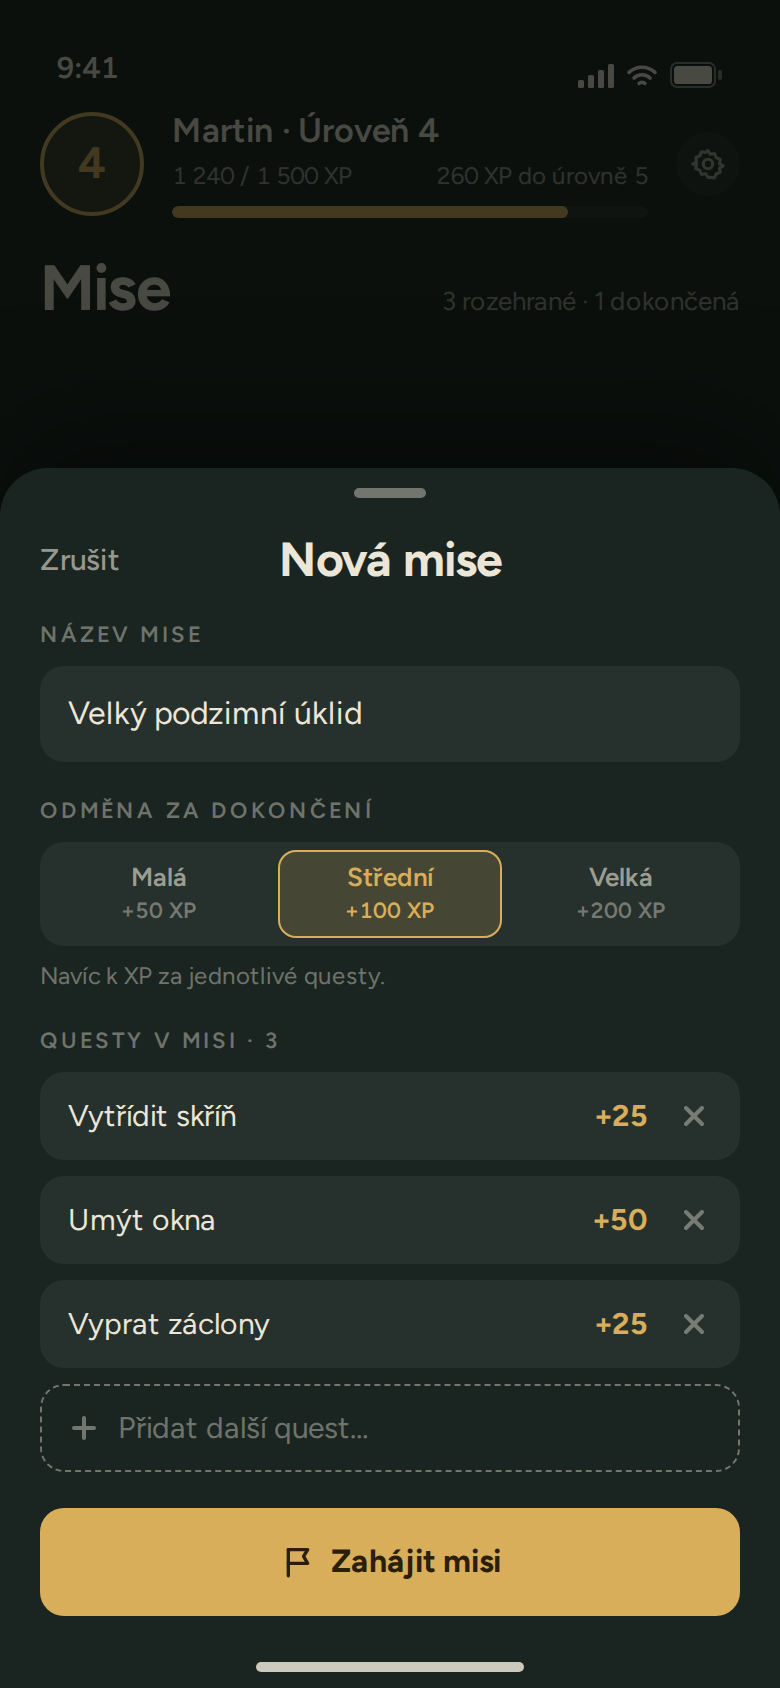 9:41
4
Martin · Úroveň 4
1 240 / 1 500 XP
260 XP do úrovně 5
Mise
3 rozehrané · 1 dokončená
Zrušit
Nová mise
NÁZEV MISE
Velký podzimní úklid
ODMĚNA ZA DOKONČENÍ
Malá
+50 XP
Střední
+100 XP
Velká
+200 XP
Navíc k XP za jednotlivé questy.
QUESTY V MISI · 3
Vytřídit skříň +25
Umýt okna +50
Vyprat záclony +25
Přidat další quest...
Zahájit misi